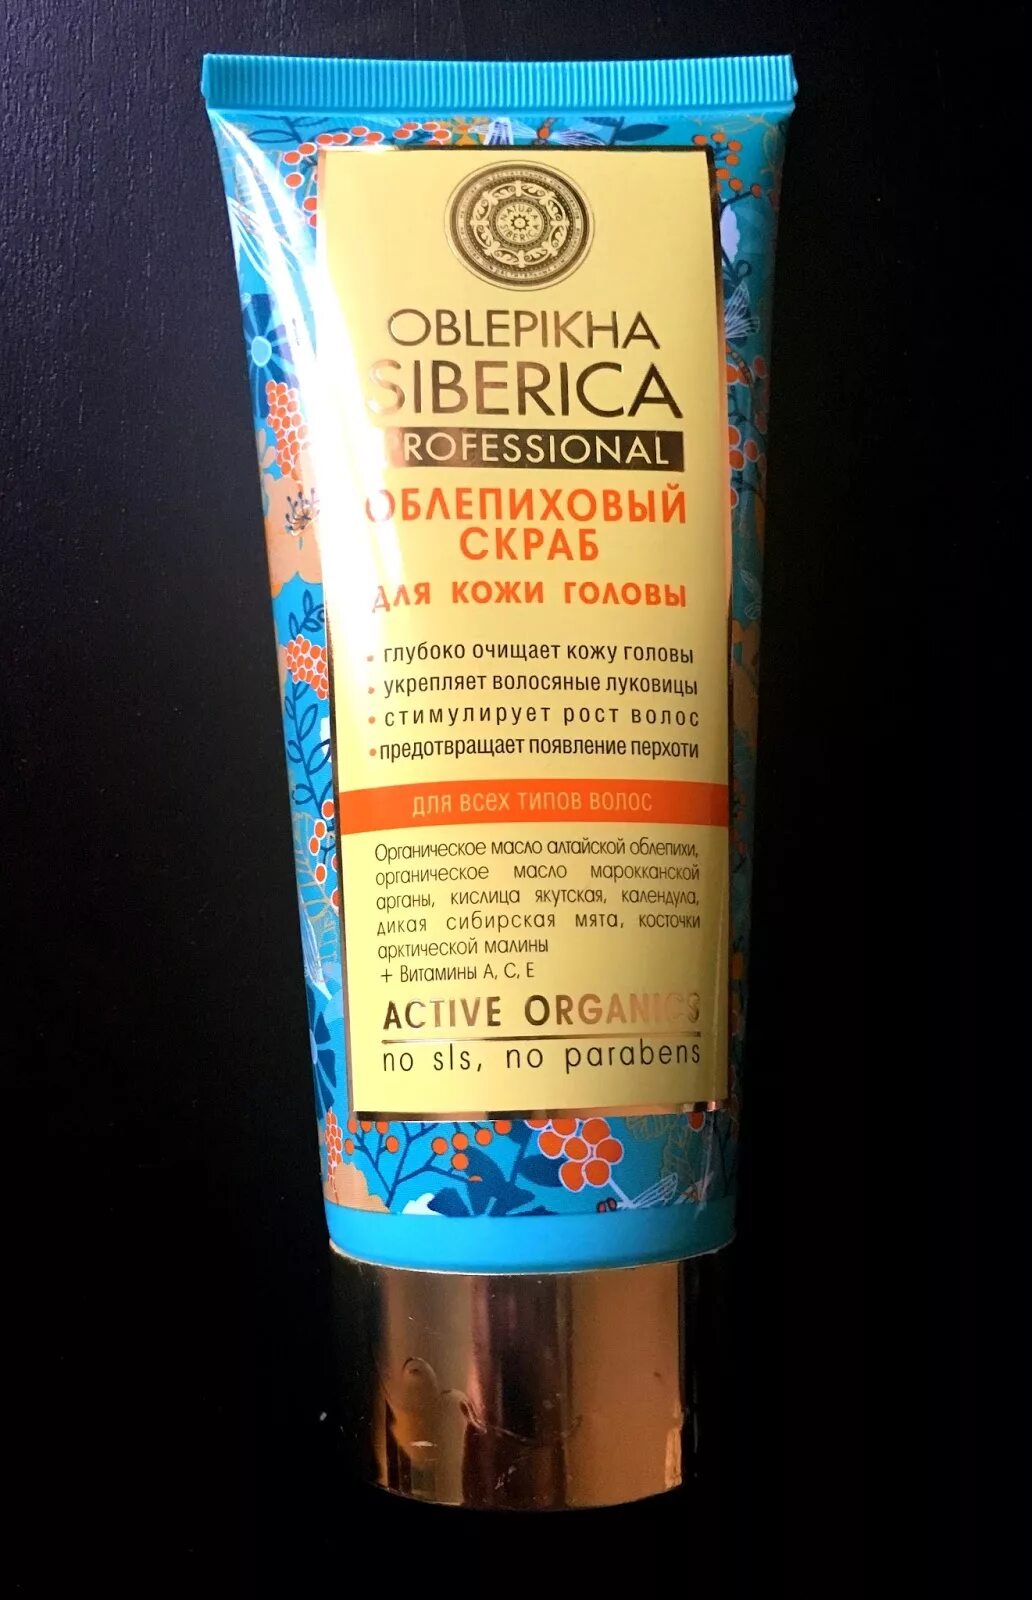 NATURA
SIBERICA
OBLEPIKHA
SIBERICA
PROFESSIONAL
ОБЛЕПИХОВЫЙ
СКРАБ
ДЛЯ КОЖИ ГОЛОВЫ
• глубоко очищает кожу головы
• укрепляет волосяные луковицы
• стимулирует рост волос
• предотвращает появление перхоти
для всех типов волос
Органическое масло алтайской облепихи,
органическое масло марокканской
арганы, кислица якутская, календула,
дикая сибирская мята, косточки
арктической малины
+ Витамины А, С, Е
ACTIVE ORGANICS
no sls, no parabens